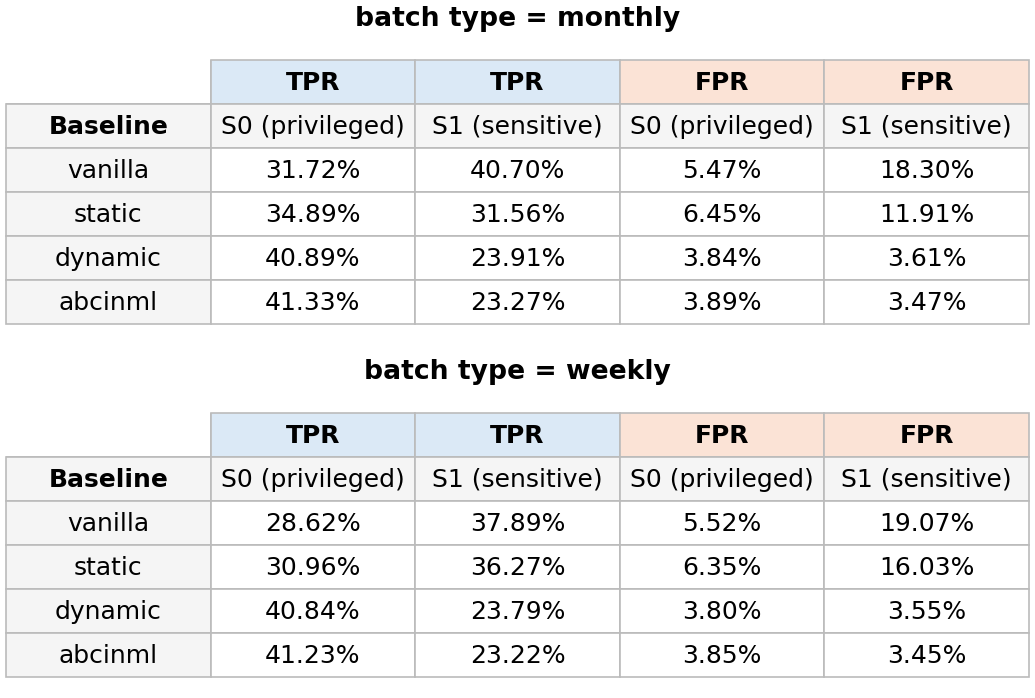 batch type = monthly
TPR TPR FPR FPR
Baseline S0 (privileged) S1 (sensitive) S0 (privileged) S1 (sensitive)
vanilla 31.72% 40.70% 5.47% 18.30%
static 34.89% 31.56% 6.45% 11.91%
dynamic 40.89% 23.91% 3.84% 3.61%
abcinml 41.33% 23.27% 3.89% 3.47%
batch type = weekly
TPR TPR FPR FPR
Baseline S0 (privileged) S1 (sensitive) S0 (privileged) S1 (sensitive)
vanilla 28.62% 37.89% 5.52% 19.07%
static 30.96% 36.27% 6.35% 16.03%
dynamic 40.84% 23.79% 3.80% 3.55%
abcinml 41.23% 23.22% 3.85% 3.45%